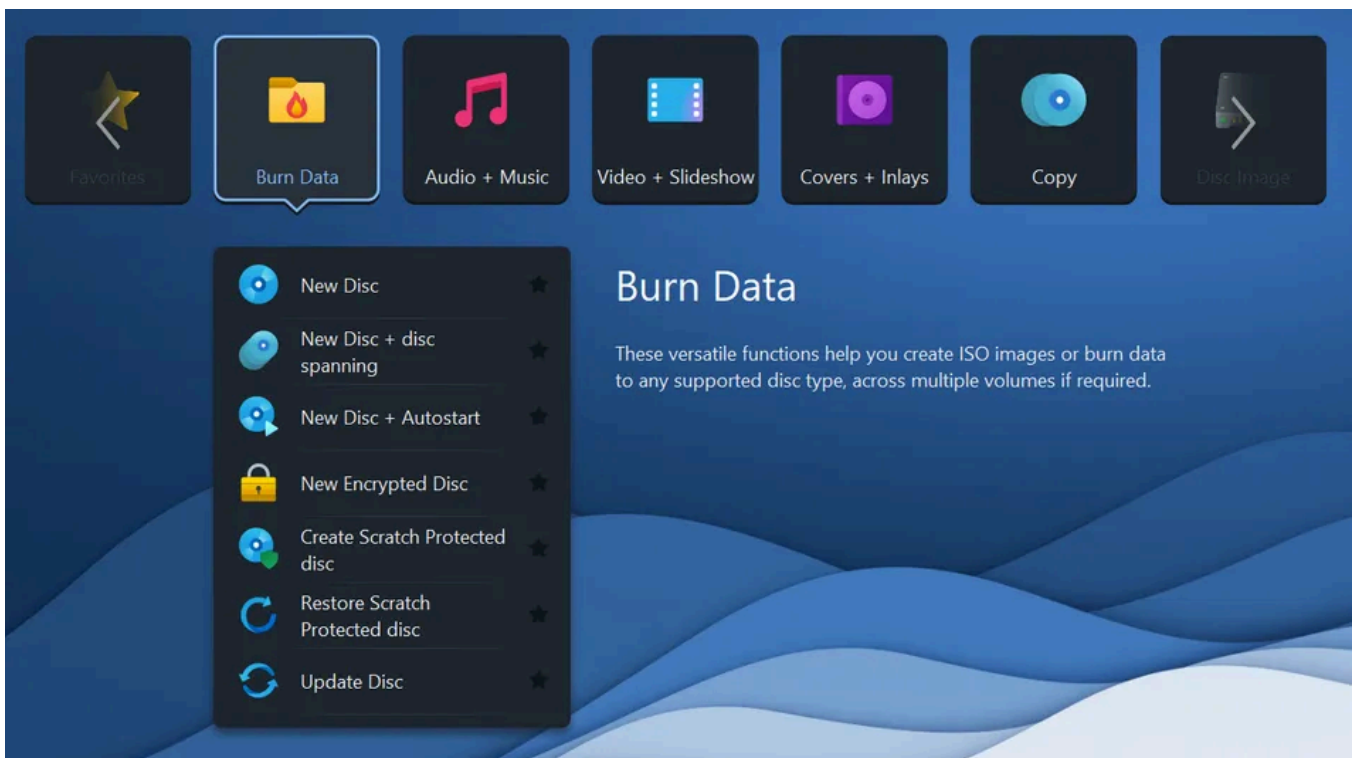 Favorites
Burn Data
Audio + Music
Video + Slideshow
Covers + Inlays
Copy
Disc Image
New Disc
New Disc + disc
spanning
New Disc + Autostart
New Encrypted Disc
Create Scratch Protected
disc
Restore Scratch
Protected disc
Update Disc
Burn Data
These versatile functions help you create ISO images or burn data
to any supported disc type, across multiple volumes if required.